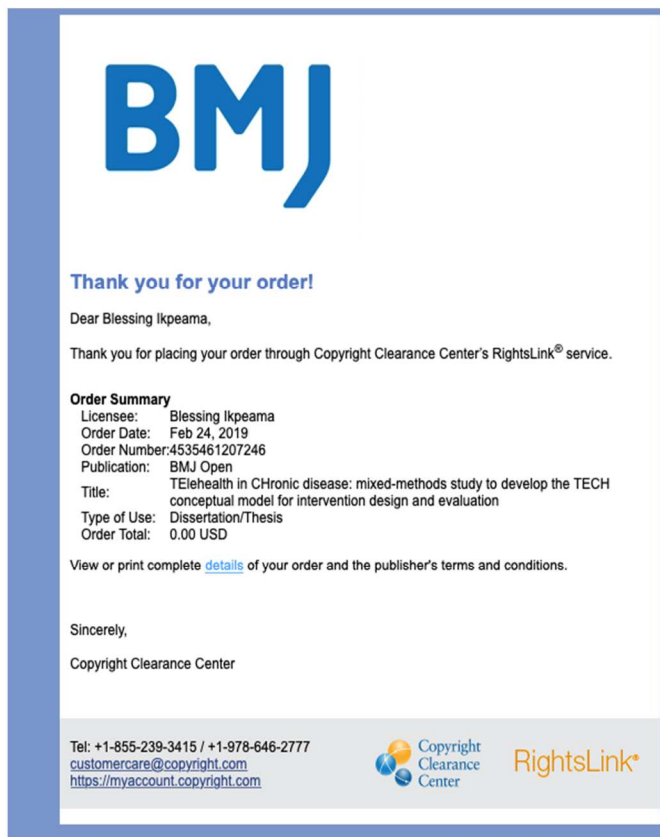 BMJ
Thank you for your order!
Dear Blessing Ikpeama,
Thank you for placing your order through Copyright Clearance Center's RightsLink® service.
Order Summary
Licensee: Blessing Ikpeama
Order Date: Feb 24, 2019
Order Number:4535461207246
Publication: BMJ Open
Title: TElehealth in CHronic disease: mixed-methods study to develop the TECH
conceptual model for intervention design and evaluation
Type of Use: Dissertation/Thesis
Order Total: 0.00 USD
View or print complete details of your order and the publisher's terms and conditions.
Sincerely,
Copyright Clearance Center
Tel: +1-855-239-3415 / +1-978-646-2777
customercare@copyright.com
https://myaccount.copyright.com
Copyright
Clearance
Center
RightsLink®